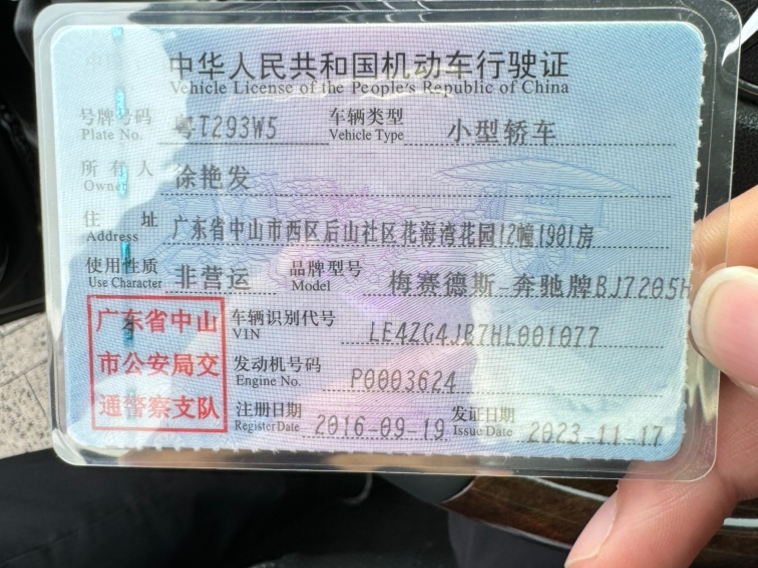 中华人民共和国机动车行驶证
Vehicle License of the People's Republic of China
号牌号码 粤T293W5 车辆类型 小型轿车
Plate No. Vehicle Type
所有人 徐艳发
Owner
住址 广东省中山市西区后山社区花海湾花园12幢1901房
Address
使用性质 非营运 品牌型号 梅赛德斯-奔驰牌BJ7205H
Use Character Model
广东省中山 车辆识别代号 LE4ZG4JB7HL001077
VIN
市公安局交 发动机号码 P0003624
Engine No.
通警察支队 注册日期 2016-09-19 发证日期 2023-11-17
Register Date Issue Date